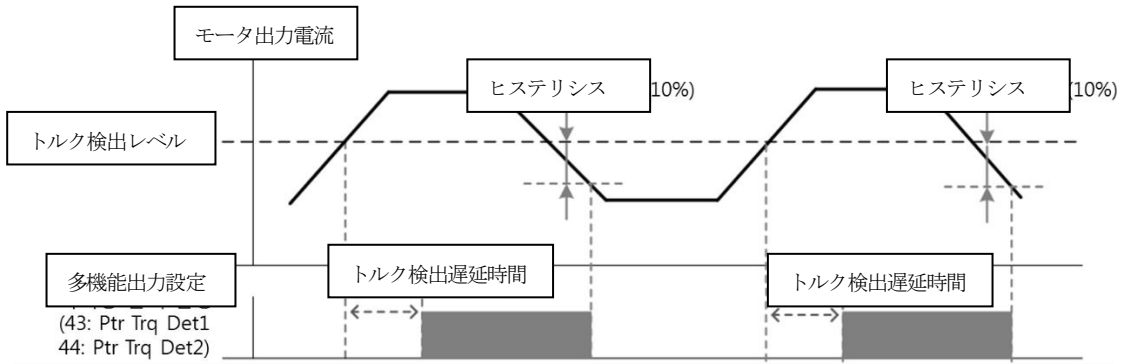 モータ出力電流
ヒステリシス 10%)
ヒステリシス (10%)
トルク検出レベル
トルク検出遅延時間
トルク検出遅延時間
多機能出力設定
(43: Ptr Trq Det1
44: Ptr Trq Det2)